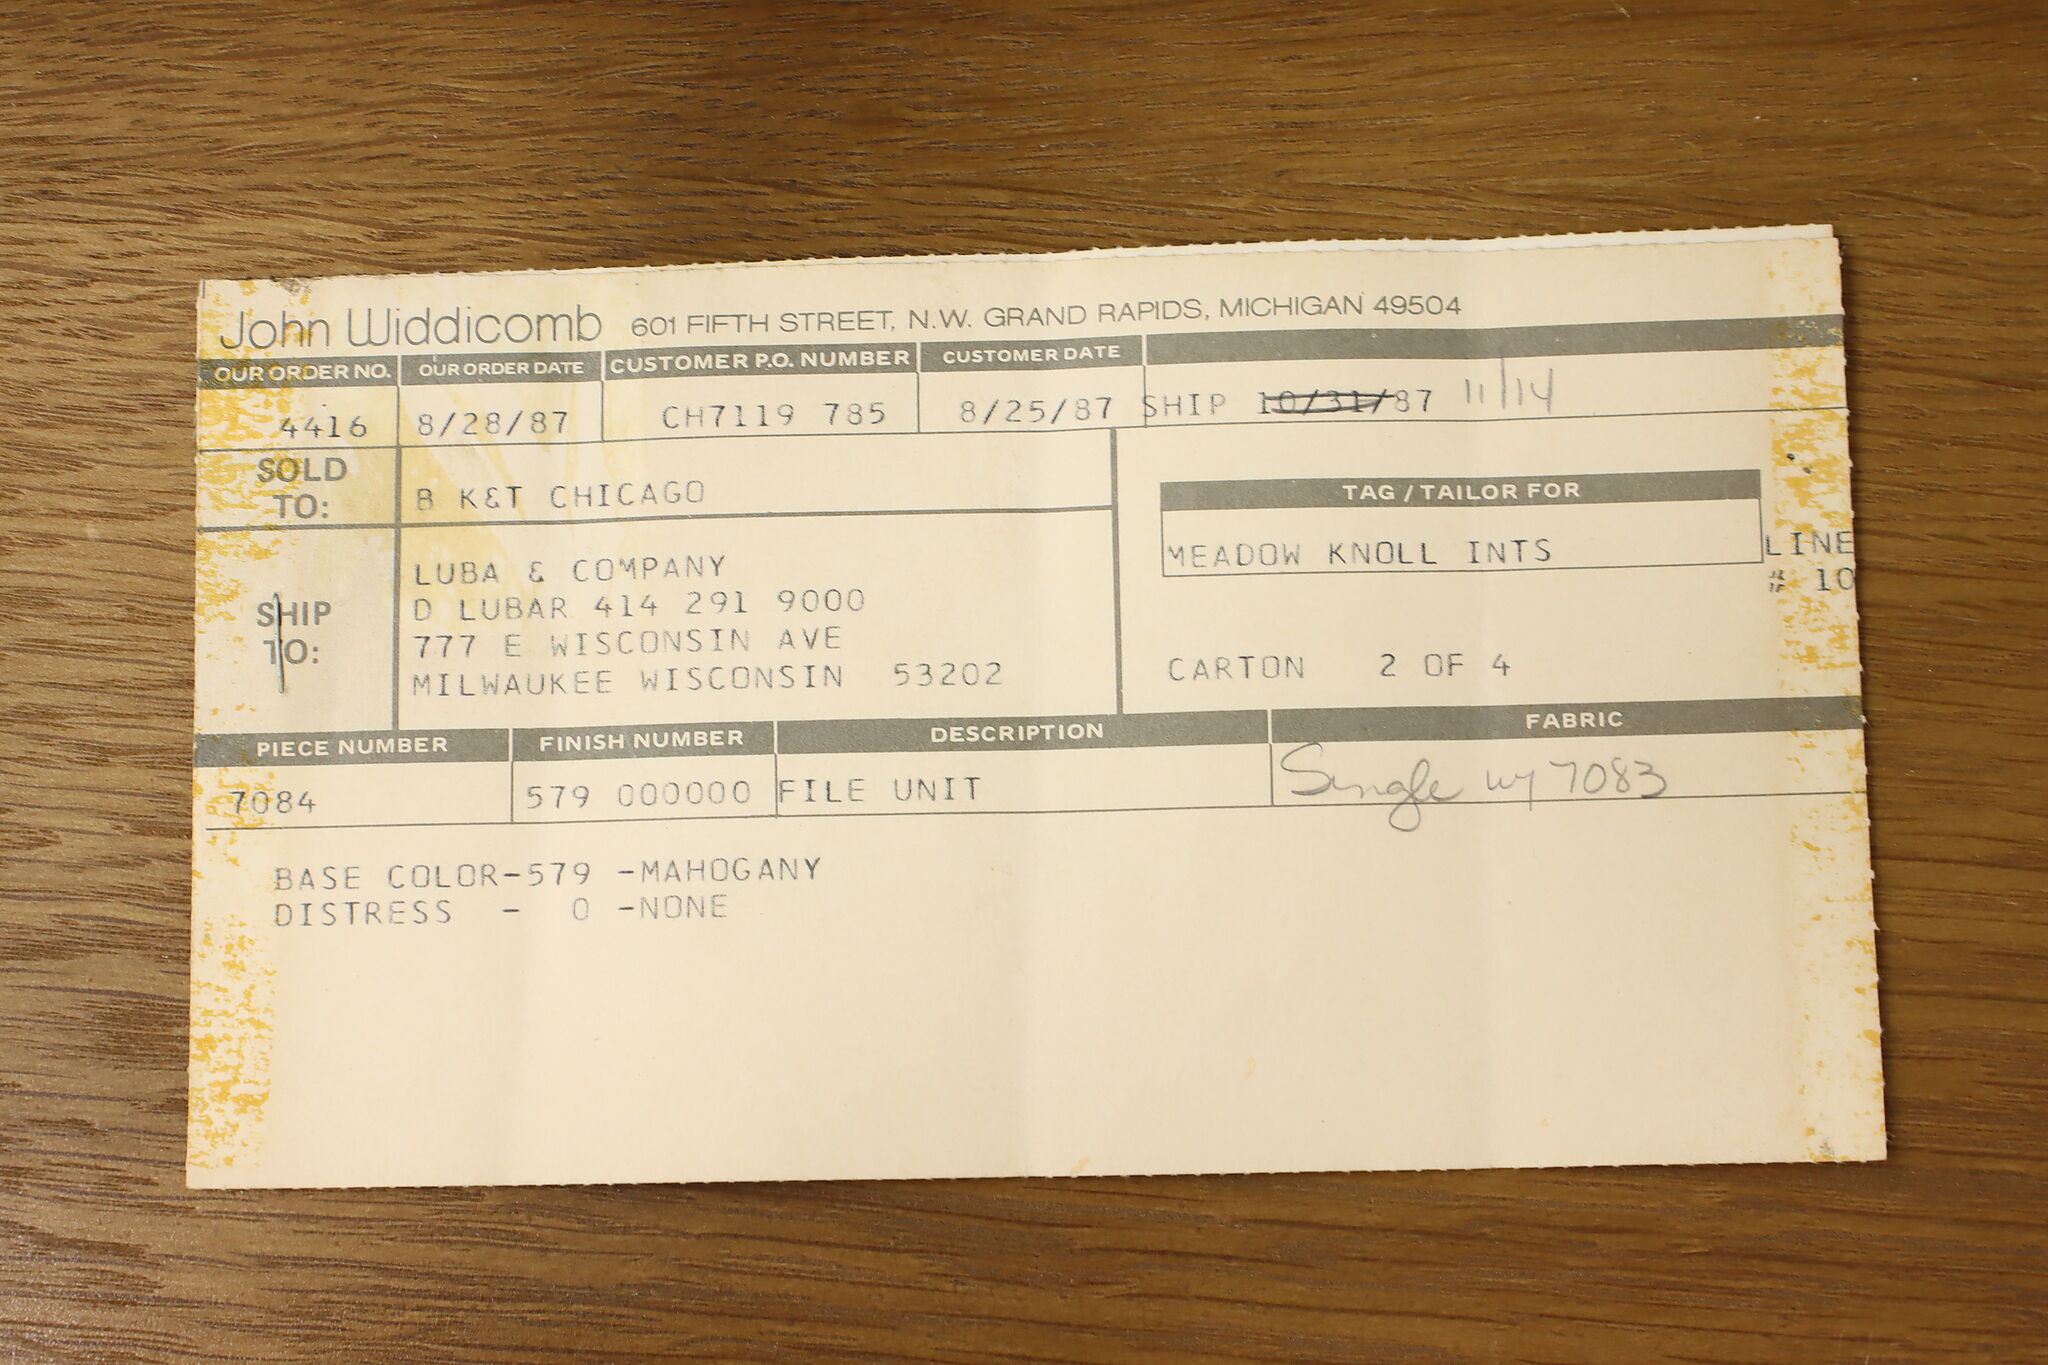 John Widdicomb 601 FIFTH STREET, N.W. GRAND RAPIDS, MICHIGAN 49504
OUR ORDER NO. OUR ORDER DATE CUSTOMER P.O. NUMBER CUSTOMER DATE
4416 8/28/87 CH7119 785 8/25/87 SHIP 10/31/87 11/14
SOLD TO: B K&T CHICAGO
TAG / TAILOR FOR
MEADOW KNOLL INTS LINE # 10
SHIP TO:
LUBA & COMPANY
D LUBAR 414 291 9000
777 E WISCONSIN AVE
MILWAUKEE WISCONSIN 53202
CARTON 2 OF 4
PIECE NUMBER FINISH NUMBER DESCRIPTION FABRIC
7084 579 000000 FILE UNIT Single w/ 7083
BASE COLOR-579 -MAHOGANY
DISTRESS - 0 -NONE